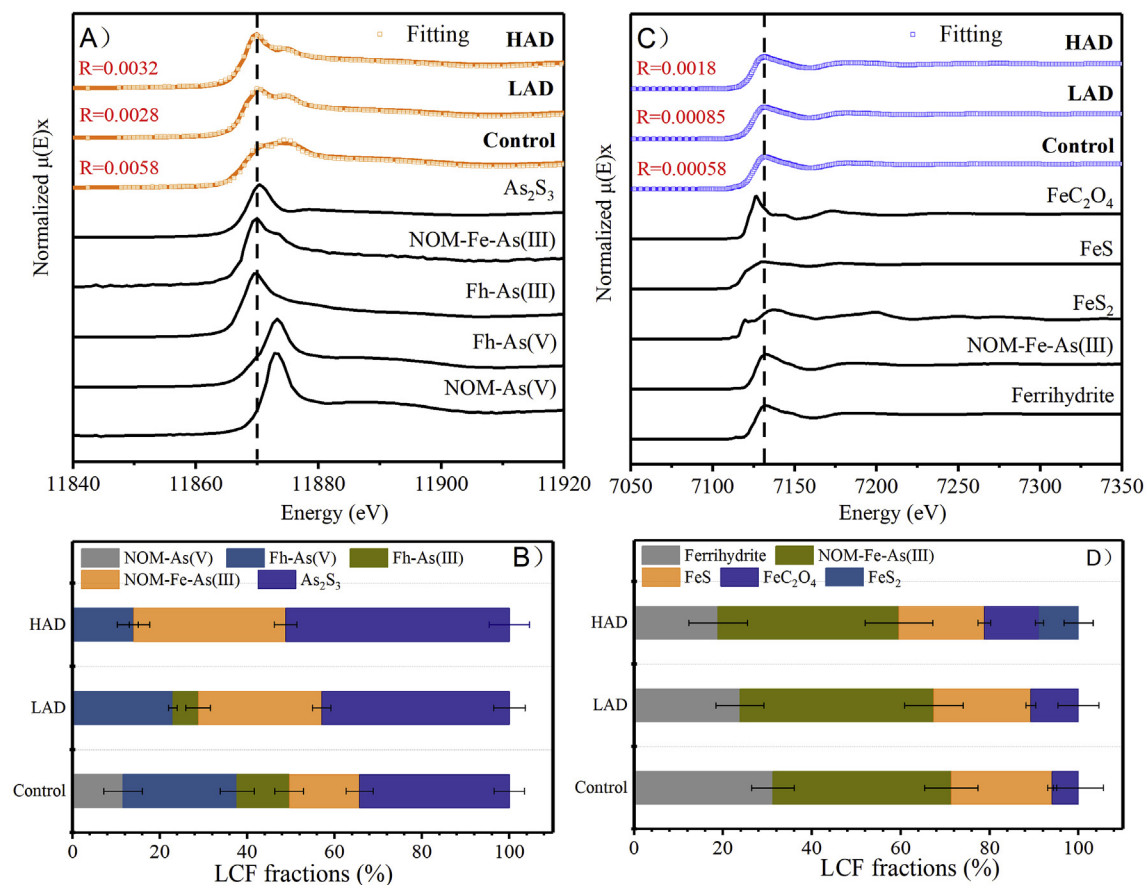 A)
Fitting
HAD
R=0.0032
LAD
R=0.0028
Control
R=0.0058
As₂S₃
NOM-Fe-As(III)
Fh-As(III)
Fh-As(V)
NOM-As(V)
Normalized μ(E)x
11840 11860 11880 11900 11920
Energy (eV)
C)
Fitting
HAD
R=0.0018
LAD
R=0.00085
Control
R=0.00058
FeC₂O₄
FeS
FeS₂
NOM-Fe-As(III)
Ferrihydrite
Normalized μ(E)x
7050 7100 7150 7200 7250 7300 7350
Energy (eV)
B)
NOM-As(V) Fh-As(V) Fh-As(III)
NOM-Fe-As(III) As₂S₃
HAD
LAD
Control
0 20 40 60 80 100
LCF fractions (%)
D)
Ferrihydrite NOM-Fe-As(III)
FeS FeC₂O₄ FeS₂
HAD
LAD
Control
0 20 40 60 80 100
LCF fractions (%)